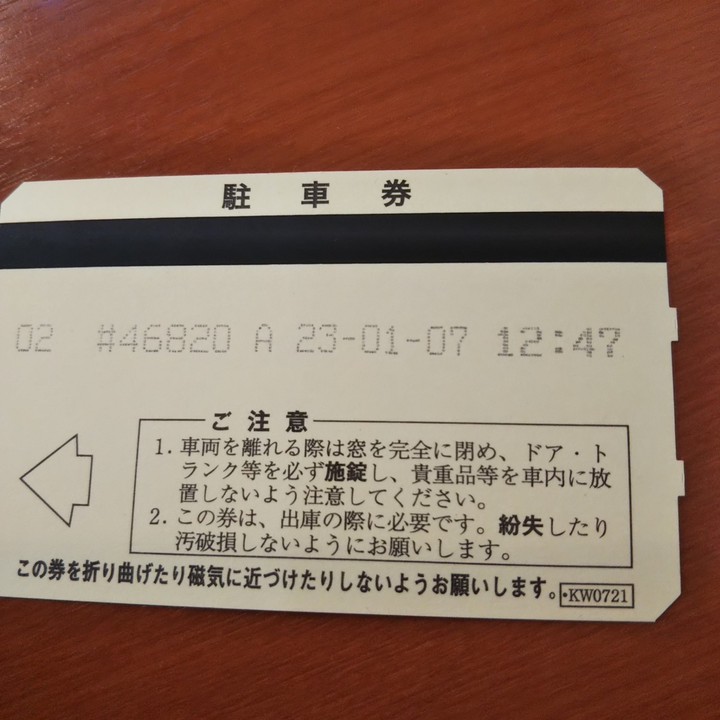 駐車券
02 #46820 A 23-01-07 12:47
ご注意
1. 車両を離れる際は窓を完全に閉め、ドア・ト
ランク等を必ず施錠し、貴重品等を車内に放
置しないよう注意してください。
2. この券は、出庫の際に必要です。紛失したり
汚破損しないようにお願いします。
この券を折り曲げたり磁気に近づけたりしないようお願いします。
・KW0721